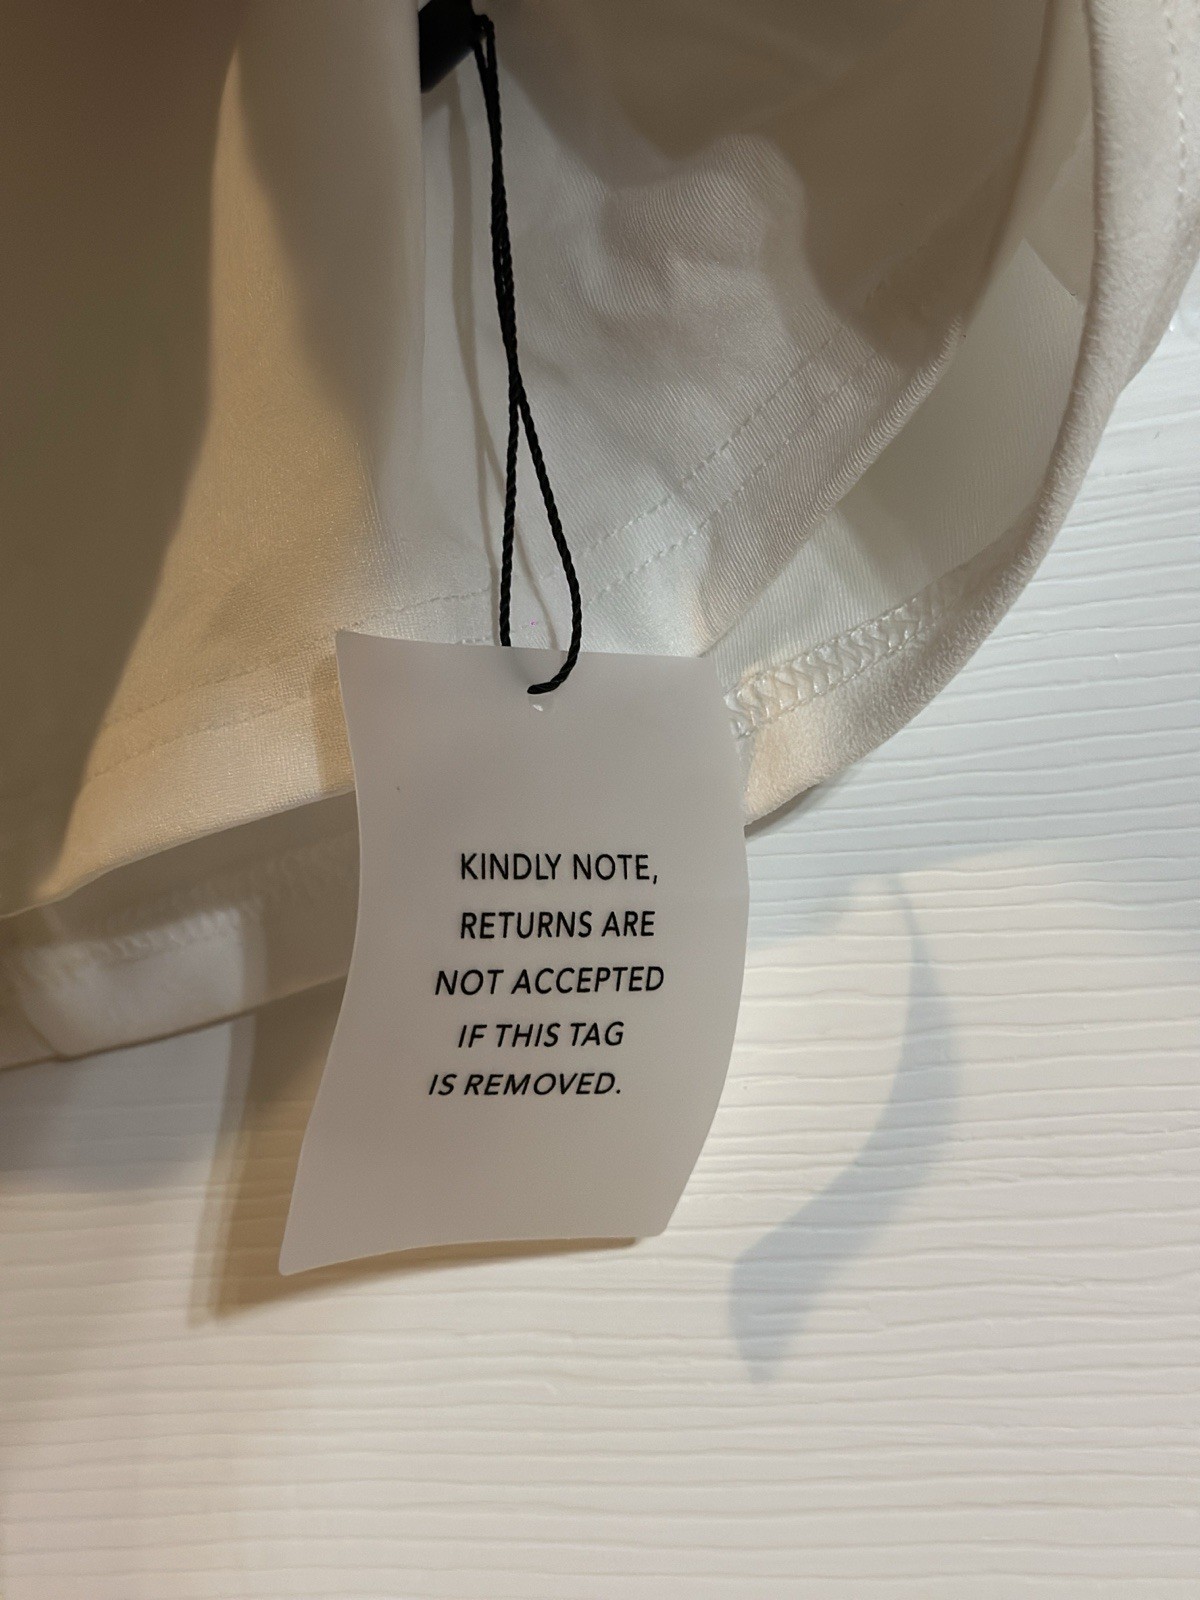 KINDLY NOTE,
RETURNS ARE
NOT ACCEPTED
IF THIS TAG
IS REMOVED.